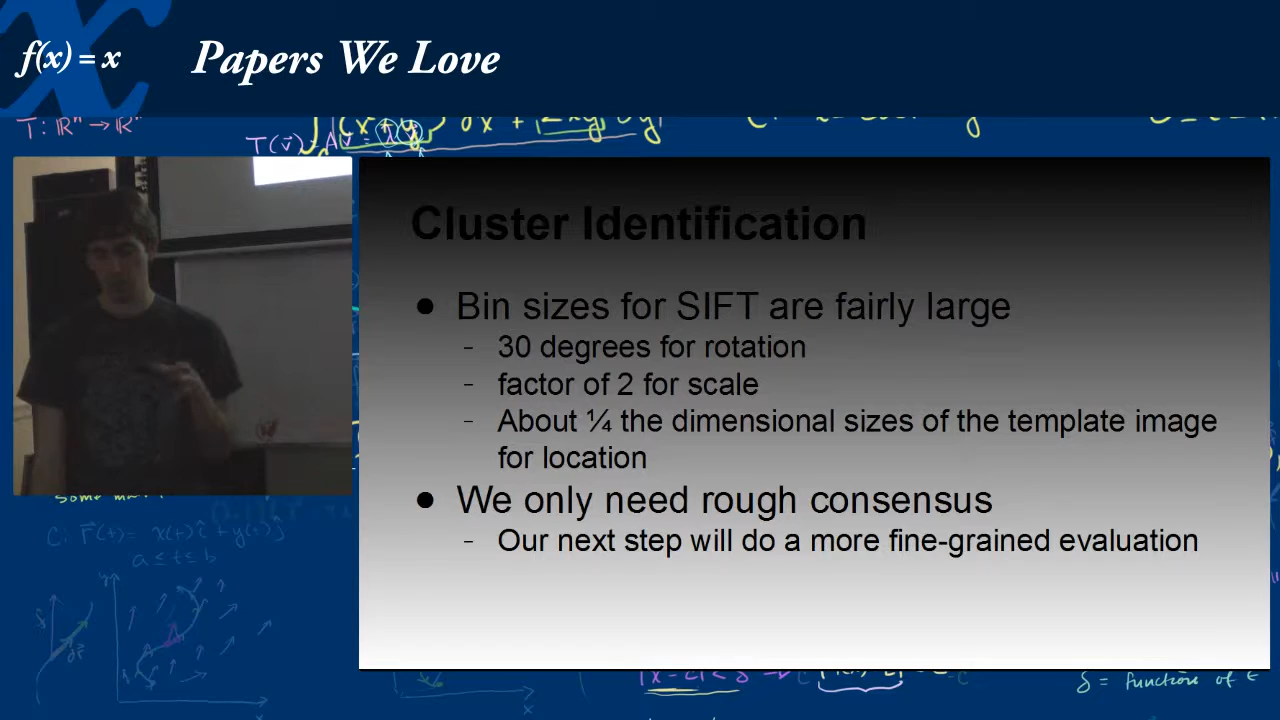 f(x) = x Papers We Love
T: ℝⁿ → ℝⁿ
Cluster Identification
● Bin sizes for SIFT are fairly large
– 30 degrees for rotation
– factor of 2 for scale
– About ¼ the dimensional sizes of the template image
for location
● We only need rough consensus
– Our next step will do a more fine-grained evaluation
C: r⃗(t) = x(t)î + y(t)ĵ
a ≤ t ≤ b
δ = function of ε